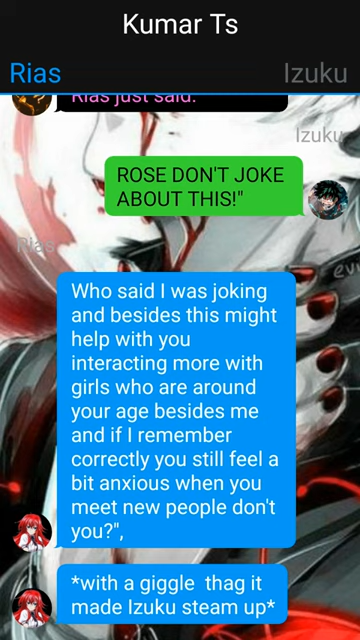 Kumar Ts
Rias Izuku
Rias just said.
Izuku
ROSE DON'T JOKE
ABOUT THIS!"
Rias
Who said I was joking
and besides this might
help with you
interacting more with
girls who are around
your age besides me
and if I remember
correctly you still feel a
bit anxious when you
meet new people don't
you?",
*with a giggle thag it
made Izuku steam up*